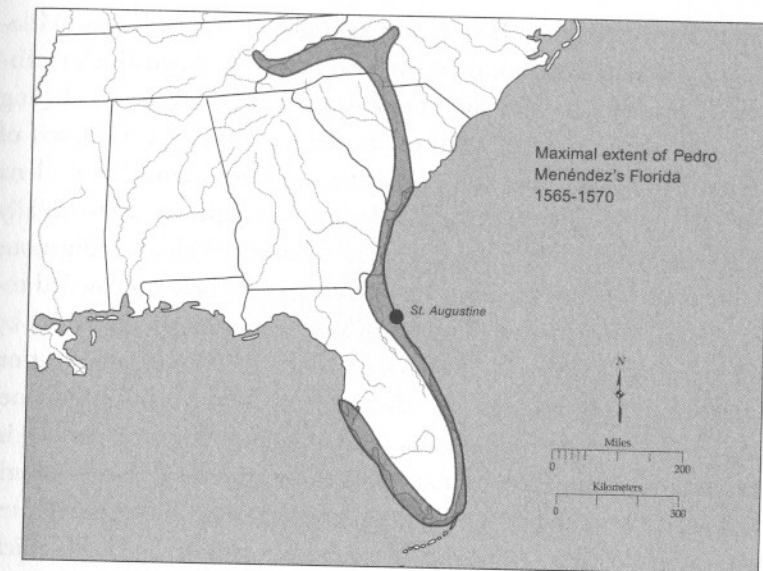 Maximal extent of Pedro
Menéndez's Florida
1565-1570
St. Augustine
N
Miles
0 200
Kilometers
0 300